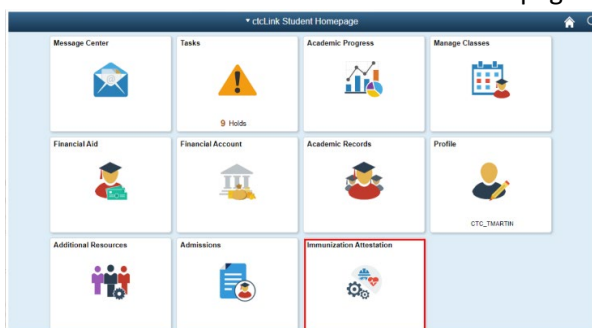 ctcLink Student Homepage
Message Center
Tasks
Academic Progress
Manage Classes
9 Holds
Financial Aid
Financial Account
Academic Records
Profile
CTC_TMARTIN
Additional Resources
Admissions
Immunization Attestation